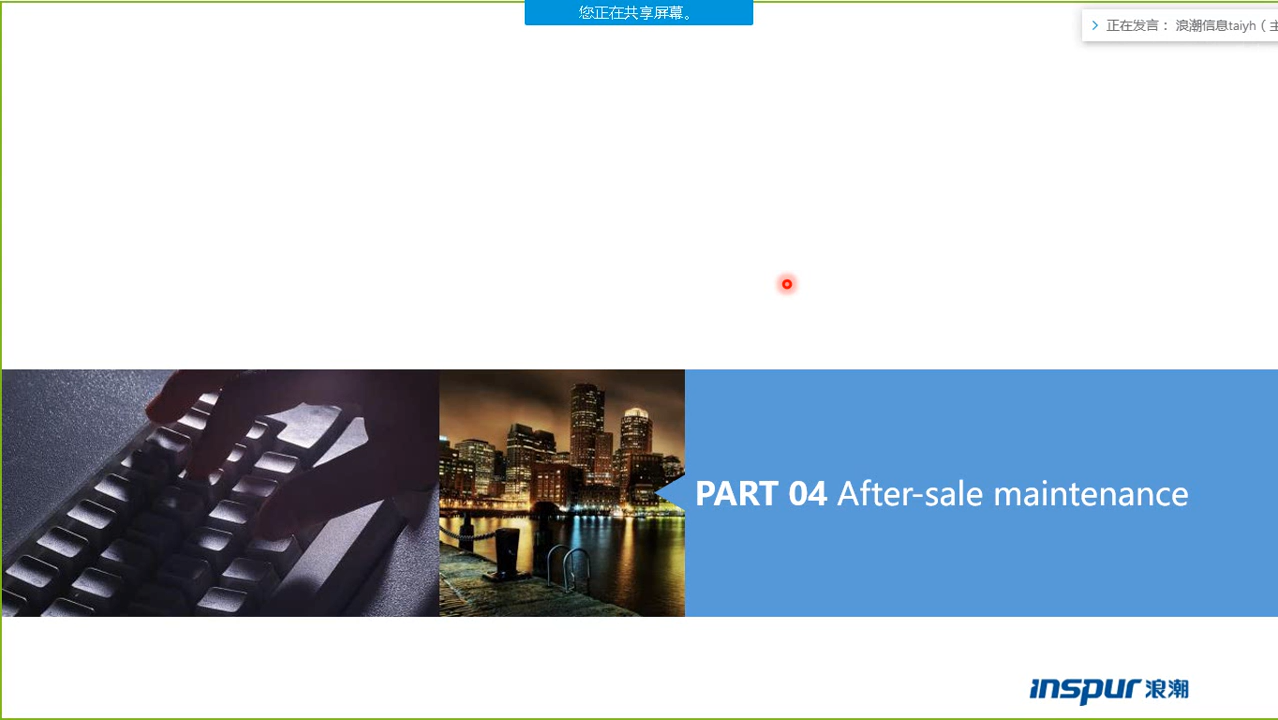 您正在共享屏幕。
正在发言： 浪潮信息taiyh（主
PART 04 After-sale maintenance
inspur 浪潮